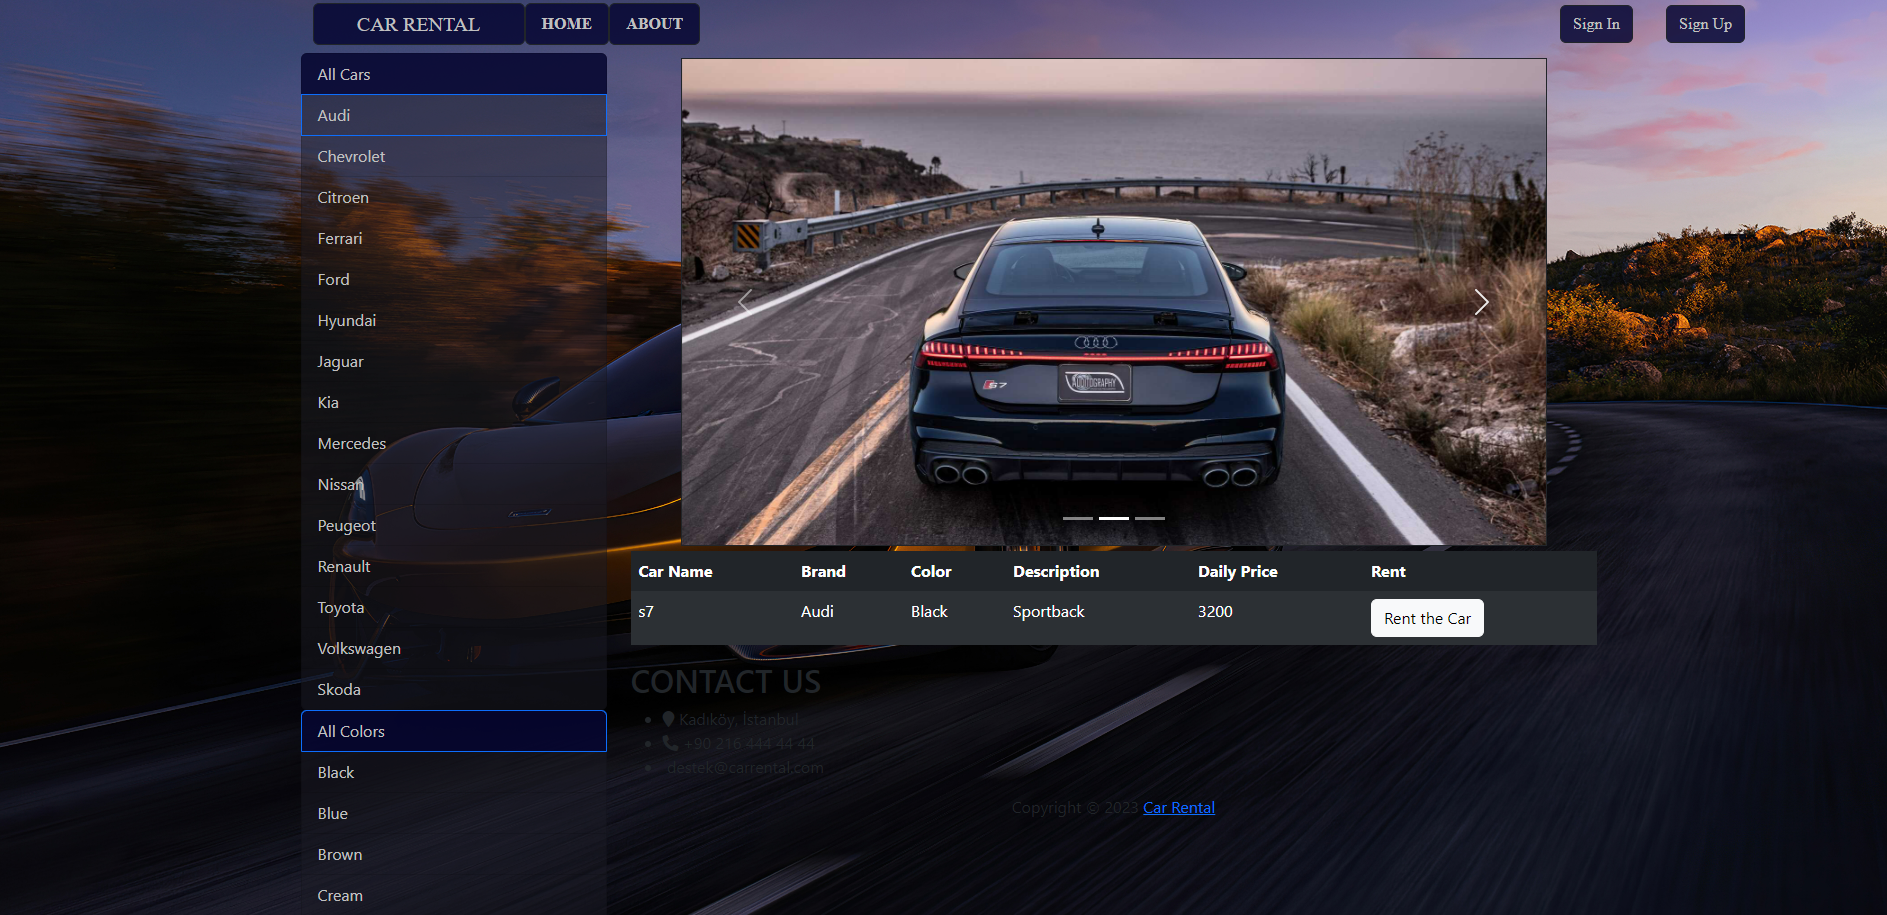 CAR RENTAL
HOME
ABOUT
Sign In
Sign Up
All Cars
Audi
Chevrolet
Citroen
Ferrari
Ford
Hyundai
Jaguar
Kia
Mercedes
Nissan
Peugeot
Renault
Toyota
Volkswagen
Skoda
All Colors
Black
Blue
Brown
Cream
S7
Car Name Brand Color Description Daily Price Rent
s7 Audi Black Sportback 3200 Rent the Car
CONTACT US
Kadıköy, İstanbul
+90 216 444 44 44
destek@carrental.com
Copyright © 2023 Car Rental